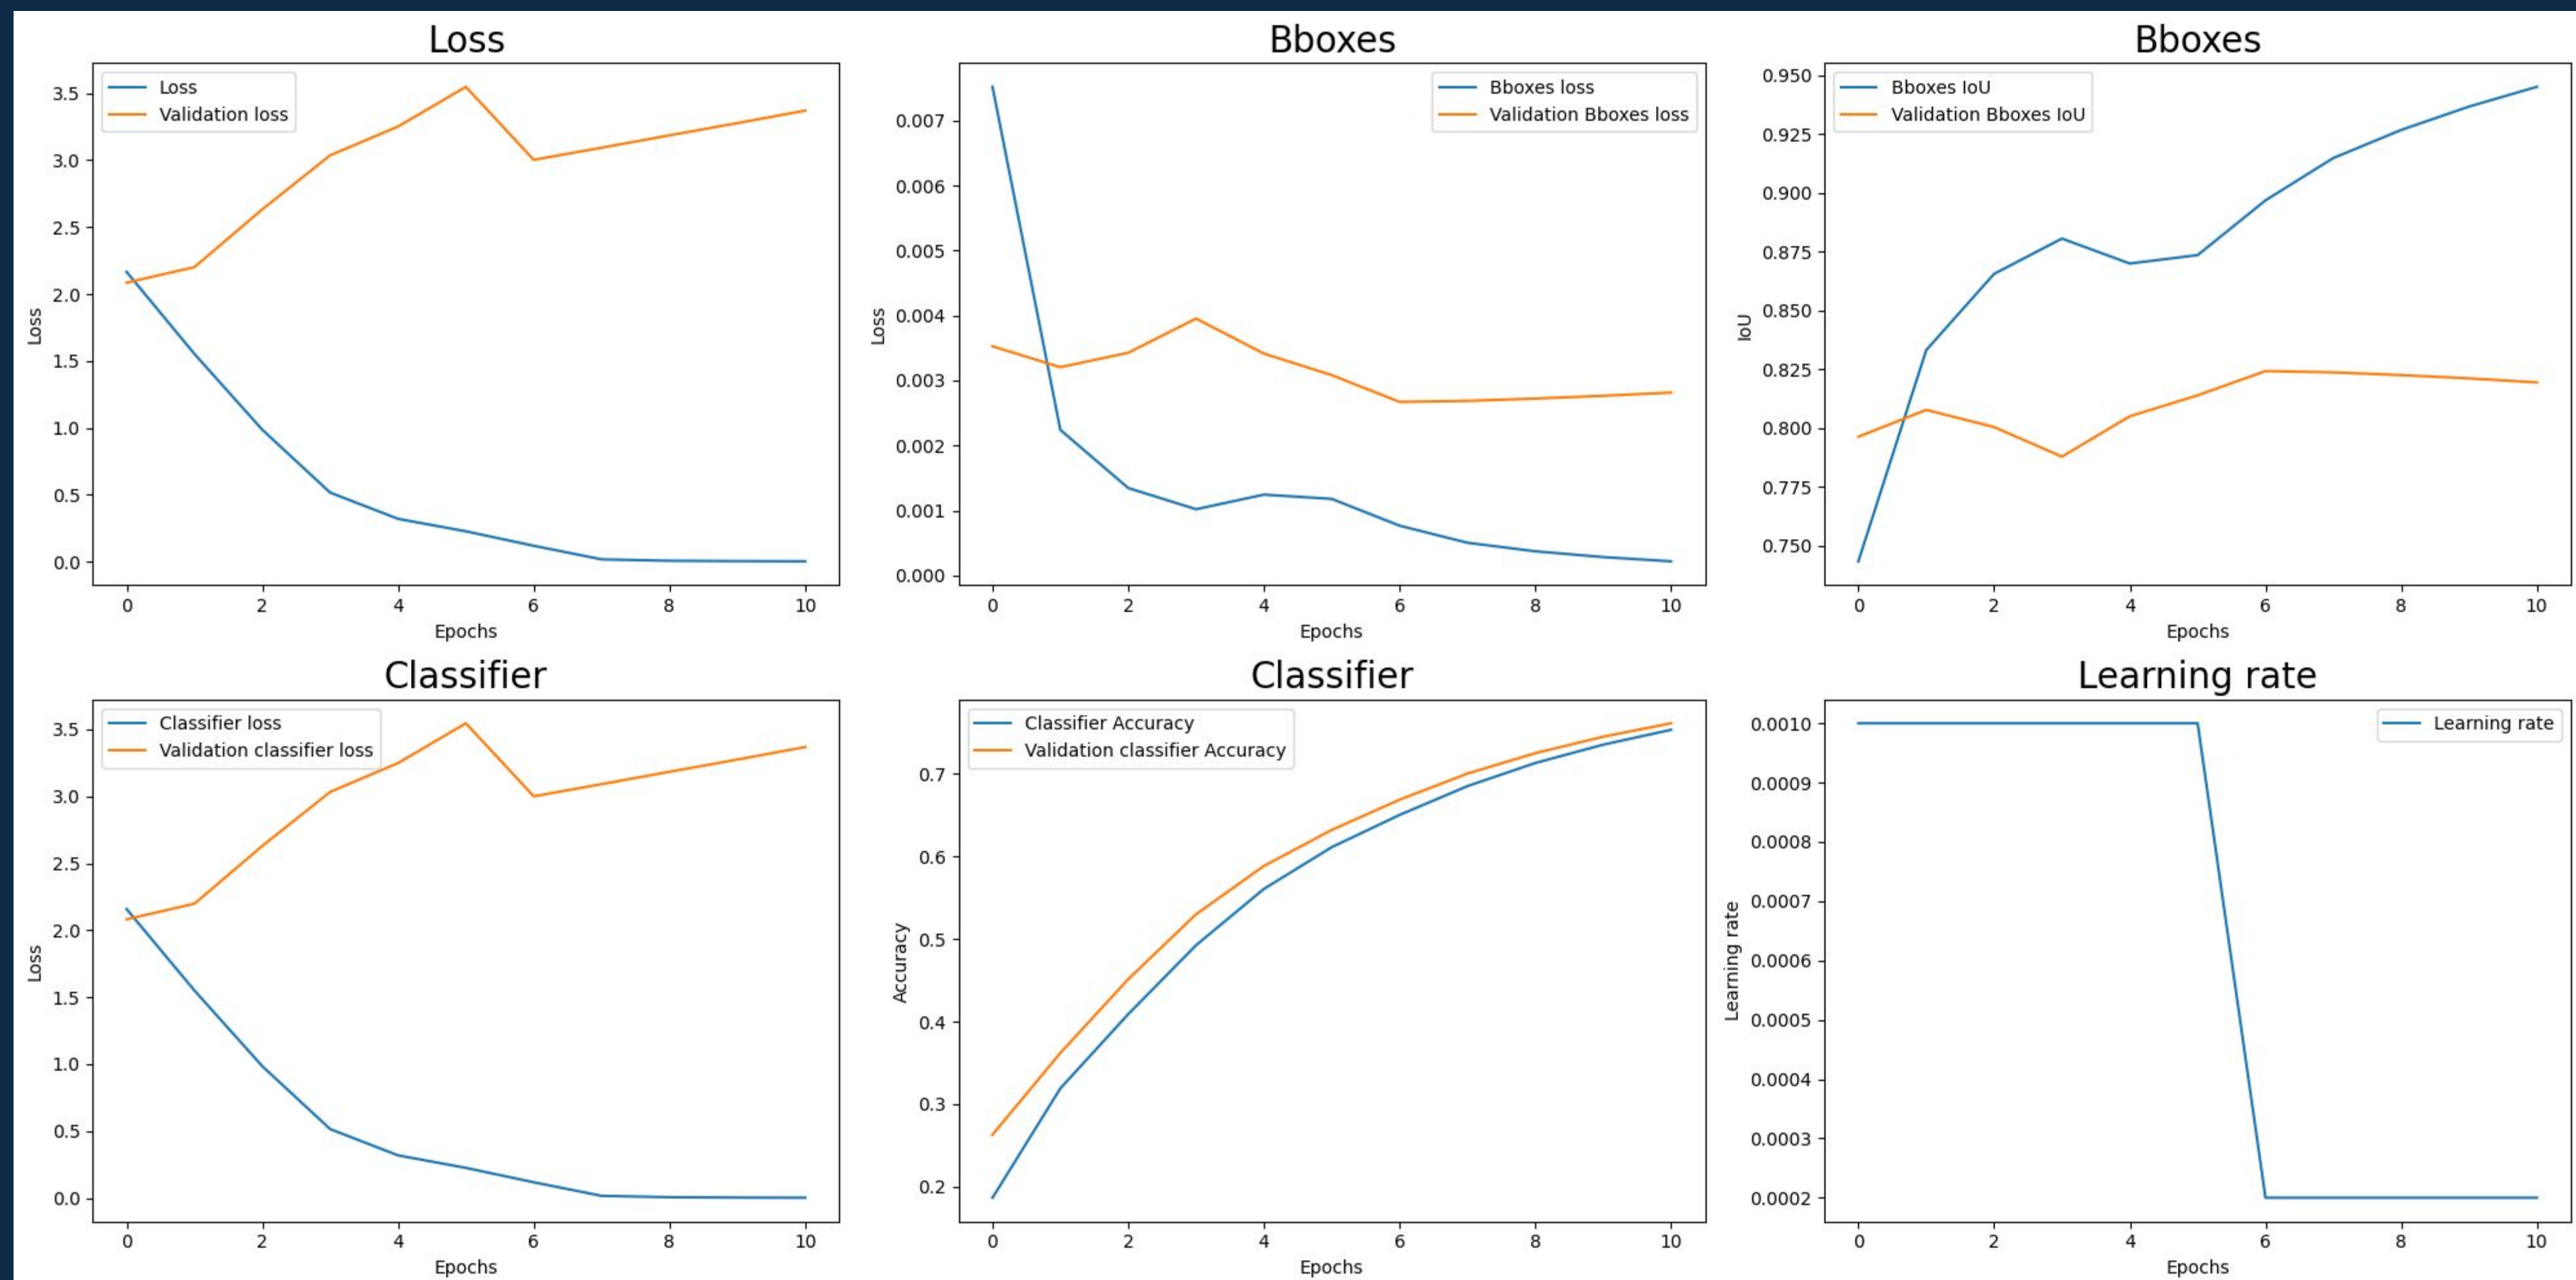 Loss
Loss
Validation loss
3.5
3.0
2.5
2.0
1.5
1.0
0.5
0.0
Loss
0 2 4 6 8 10
Epochs
Bboxes
Bboxes loss
Validation Bboxes loss
0.007
0.006
0.005
0.004
0.003
0.002
0.001
0.000
Loss
0 2 4 6 8 10
Epochs
Bboxes
Bboxes IoU
Validation Bboxes IoU
0.950
0.925
0.900
0.875
0.850
0.825
0.800
0.775
0.750
IoU
0 2 4 6 8 10
Epochs
Classifier
Classifier loss
Validation classifier loss
3.5
3.0
2.5
2.0
1.5
1.0
0.5
0.0
Loss
0 2 4 6 8 10
Epochs
Classifier
Classifier Accuracy
Validation classifier Accuracy
0.7
0.6
0.5
0.4
0.3
0.2
Accuracy
0 2 4 6 8 10
Epochs
Learning rate
Learning rate
0.0010
0.0009
0.0008
0.0007
0.0006
0.0005
0.0004
0.0003
0.0002
Learning rate
0 2 4 6 8 10
Epochs